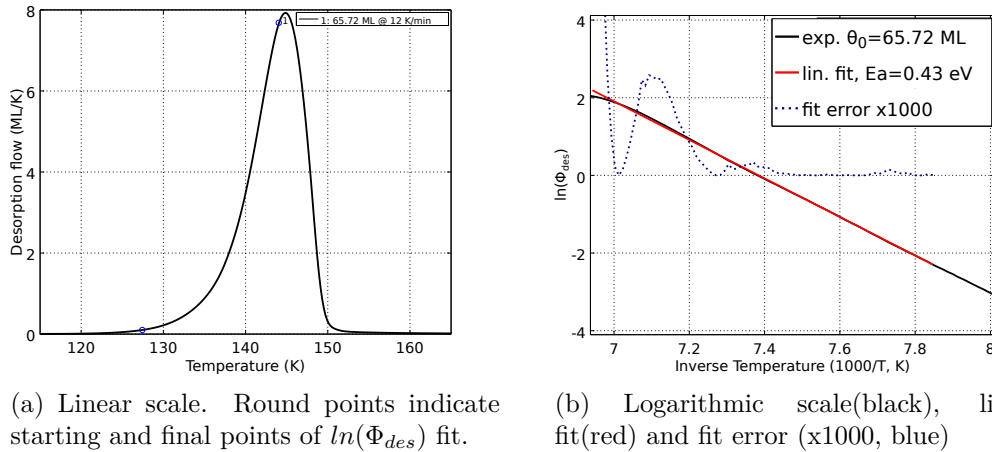 8
6
4
2
0
Desorption flow (ML/K)
1: 65.72 ML @ 12 K/min
1
120
130
140
150
160
Temperature (K)
(a) Linear scale. Round points indicate
starting and final points of ln(Φdes) fit.
4
2
0
-2
-4
ln(Φdes)
exp. θ0=65.72 ML
lin. fit, Ea=0.43 eV
fit error x1000
7
7.2
7.4
7.6
7.8
8
Inverse Temperature (1000/T, K)
(b) Logarithmic scale(black),
fit(red) and fit error (x1000, blue)